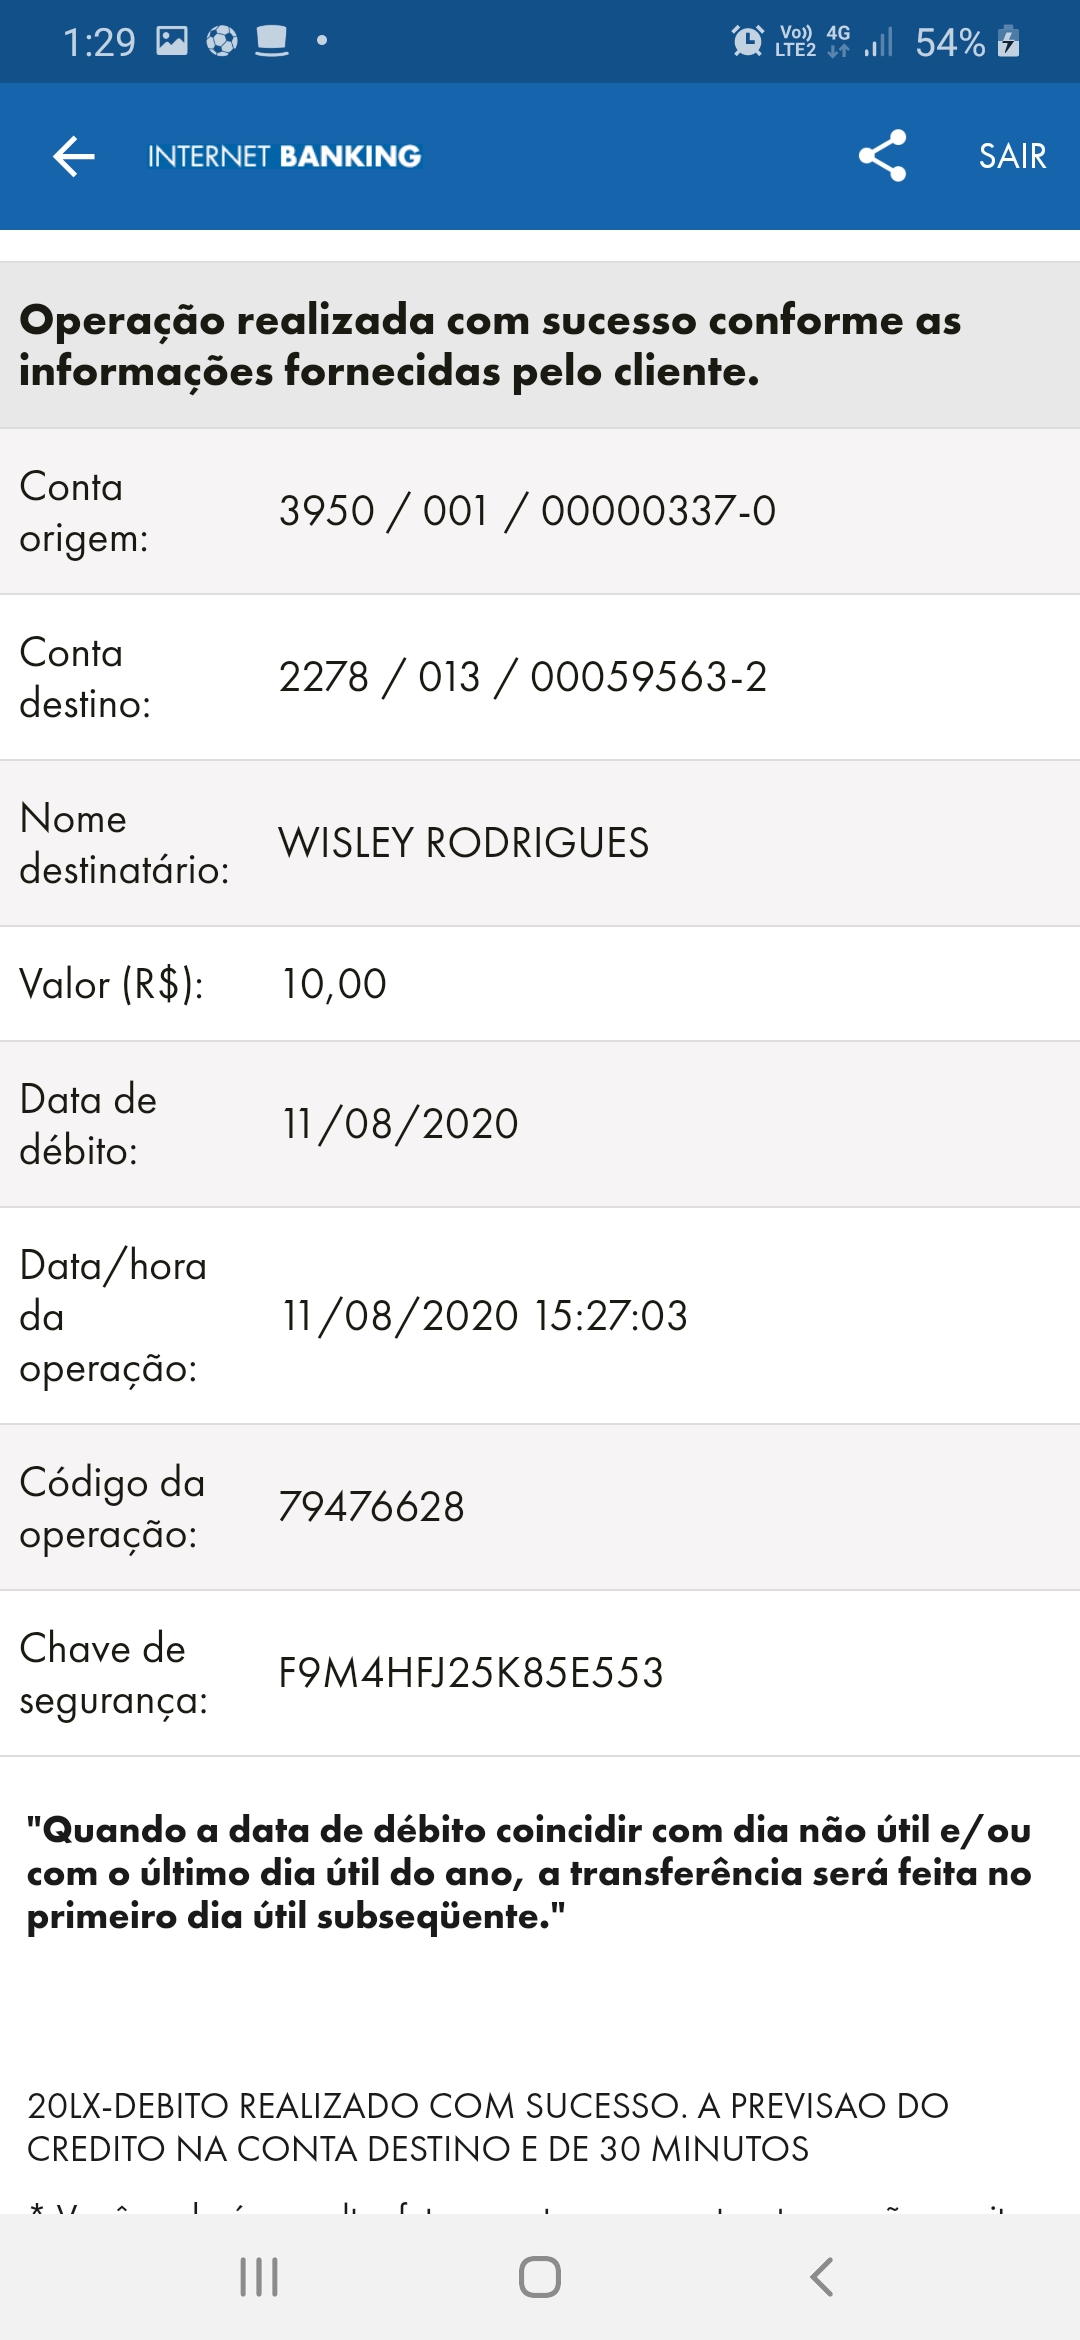 1:29 Vo)) LTE2 4G 54%
INTERNET BANKING SAIR
Operação realizada com sucesso conforme as
informações fornecidas pelo cliente.
Conta
origem: 3950 / 001 / 00000337-0
Conta
destino: 2278 / 013 / 00059563-2
Nome
destinatário: WISLEY RODRIGUES
Valor (R$): 10,00
Data de
débito: 11/08/2020
Data/hora
da
operação: 11/08/2020 15:27:03
Código da
operação: 79476628
Chave de
segurança: F9M4HFJ25K85E553
"Quando a data de débito coincidir com dia não útil e/ou
com o último dia útil do ano, a transferência será feita no
primeiro dia útil subseqüente."
20LX-DEBITO REALIZADO COM SUCESSO. A PREVISAO DO
CREDITO NA CONTA DESTINO E DE 30 MINUTOS